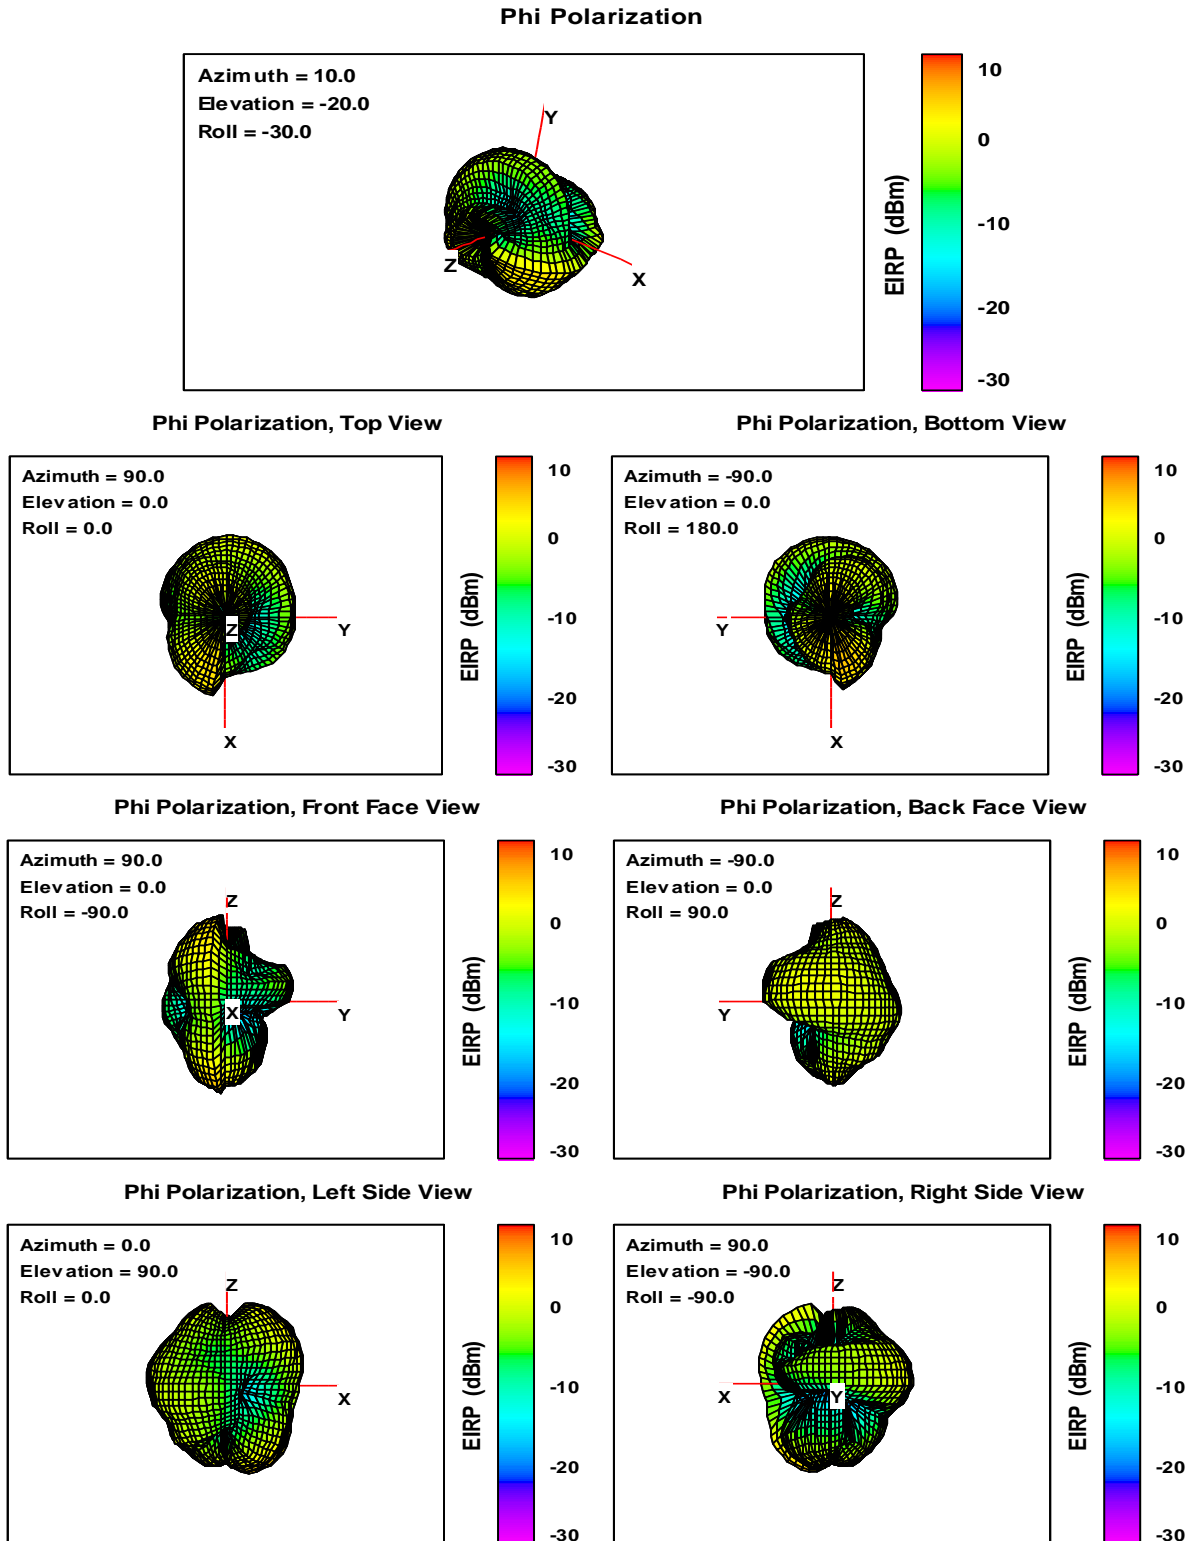 Phi Polarization
Azimuth = 10.0
Elevation = -20.0
Roll = -30.0
Y
Z
X
EIRP (dBm)
10
0
-10
-20
-30
Phi Polarization, Top View
Azimuth = 90.0
Elevation = 0.0
Roll = 0.0
Z
Y
X
EIRP (dBm)
10
0
-10
-20
-30
Phi Polarization, Bottom View
Azimuth = -90.0
Elevation = 0.0
Roll = 180.0
Y
X
EIRP (dBm)
10
0
-10
-20
-30
Phi Polarization, Front Face View
Azimuth = 90.0
Elevation = 0.0
Roll = -90.0
Z
X
Y
EIRP (dBm)
10
0
-10
-20
-30
Phi Polarization, Back Face View
Azimuth = -90.0
Elevation = 0.0
Roll = 90.0
Z
Y
EIRP (dBm)
10
0
-10
-20
-30
Phi Polarization, Left Side View
Azimuth = 0.0
Elevation = 90.0
Roll = 0.0
Z
X
EIRP (dBm)
10
0
-10
-20
-30
Phi Polarization, Right Side View
Azimuth = 90.0
Elevation = -90.0
Roll = -90.0
Z
X
Y
EIRP (dBm)
10
0
-10
-20
-30